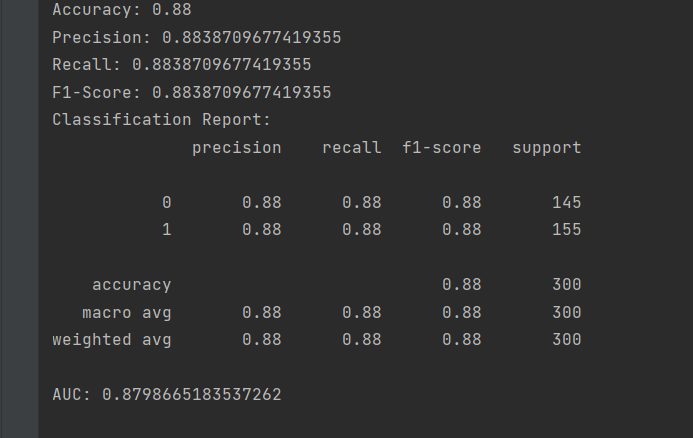 Accuracy: 0.88
Precision: 0.8838709677419355
Recall: 0.8838709677419355
F1-Score: 0.8838709677419355
Classification Report:
precision recall f1-score support
0 0.88 0.88 0.88 145
1 0.88 0.88 0.88 155
accuracy 0.88 300
macro avg 0.88 0.88 0.88 300
weighted avg 0.88 0.88 0.88 300
AUC: 0.8798665183537262